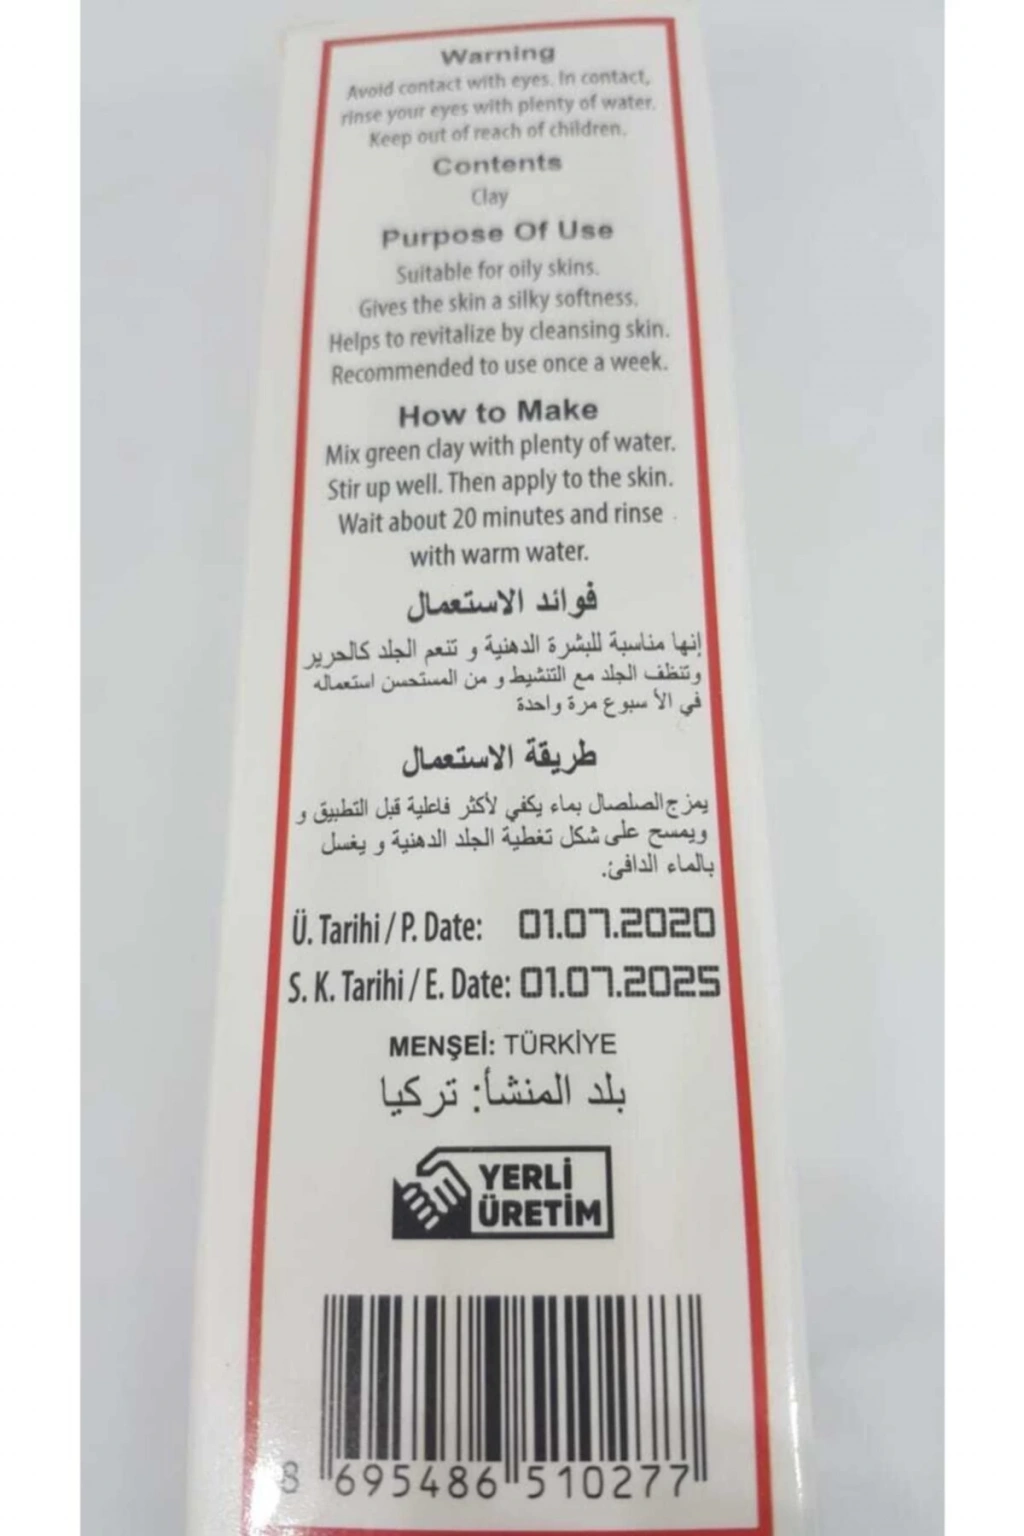 Warning
Avoid contact with eyes. In contact,
rinse your eyes with plenty of water.
Keep out of reach of children.
Contents
Clay
Purpose Of Use
Suitable for oily skins.
Gives the skin a silky softness.
Helps to revitalize by cleansing skin.
Recommended to use once a week.
How to Make
Mix green clay with plenty of water.
Stir up well. Then apply to the skin.
Wait about 20 minutes and rinse
with warm water.
فوائد الاستعمال
إنها مناسبة للبشرة الدهنية و تنعم الجلد كالحرير
وتنظف الجلد مع التنشيط و من المستحسن استعماله
في الأ سبوع مرة واحدة
طريقة الاستعمال
يمزج الصلصال بماء يكفي لأكثر فاعلية قبل التطبيق و
ويمسح على شكل تغطية الجلد الدهنية و يغسل
بالماء الدافئ.
Ü. Tarihi / P. Date: 01.07.2020
S. K. Tarihi / E. Date: 01.07.2025
MENŞEİ: TÜRKİYE
بلد المنشأ: تركيا
YERLİ
ÜRETİM
8 695486 510277